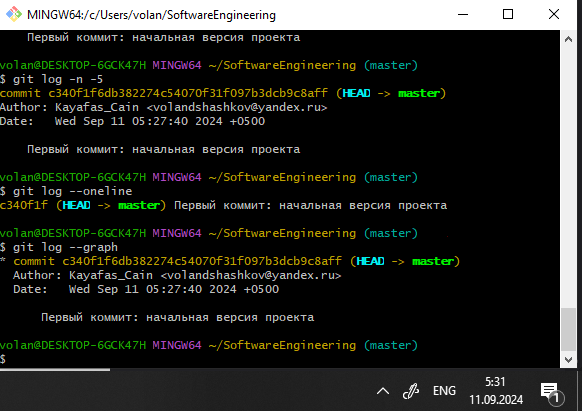 MINGW64:/c/Users/volan/SoftwareEngineering
Первый коммит: начальная версия проекта
volan@DESKTOP-6GCK47H MINGW64 ~/SoftwareEngineering (master)
$ git log -n -5
commit c340f1f6db382274c54070f31f097b3dcb9c8aff (HEAD -> master)
Author: Kayafas_Cain <volandshashkov@yandex.ru>
Date:   Wed Sep 11 05:27:40 2024 +0500
Первый коммит: начальная версия проекта
volan@DESKTOP-6GCK47H MINGW64 ~/SoftwareEngineering (master)
$ git log --oneline
c340f1f (HEAD -> master) Первый коммит: начальная версия проекта
volan@DESKTOP-6GCK47H MINGW64 ~/SoftwareEngineering (master)
$ git log --graph
* commit c340f1f6db382274c54070f31f097b3dcb9c8aff (HEAD -> master)
Author: Kayafas_Cain <volandshashkov@yandex.ru>
Date:   Wed Sep 11 05:27:40 2024 +0500
Первый коммит: начальная версия проекта
volan@DESKTOP-6GCK47H MINGW64 ~/SoftwareEngineering (master)
$
ENG
5:31
11.09.2024
1